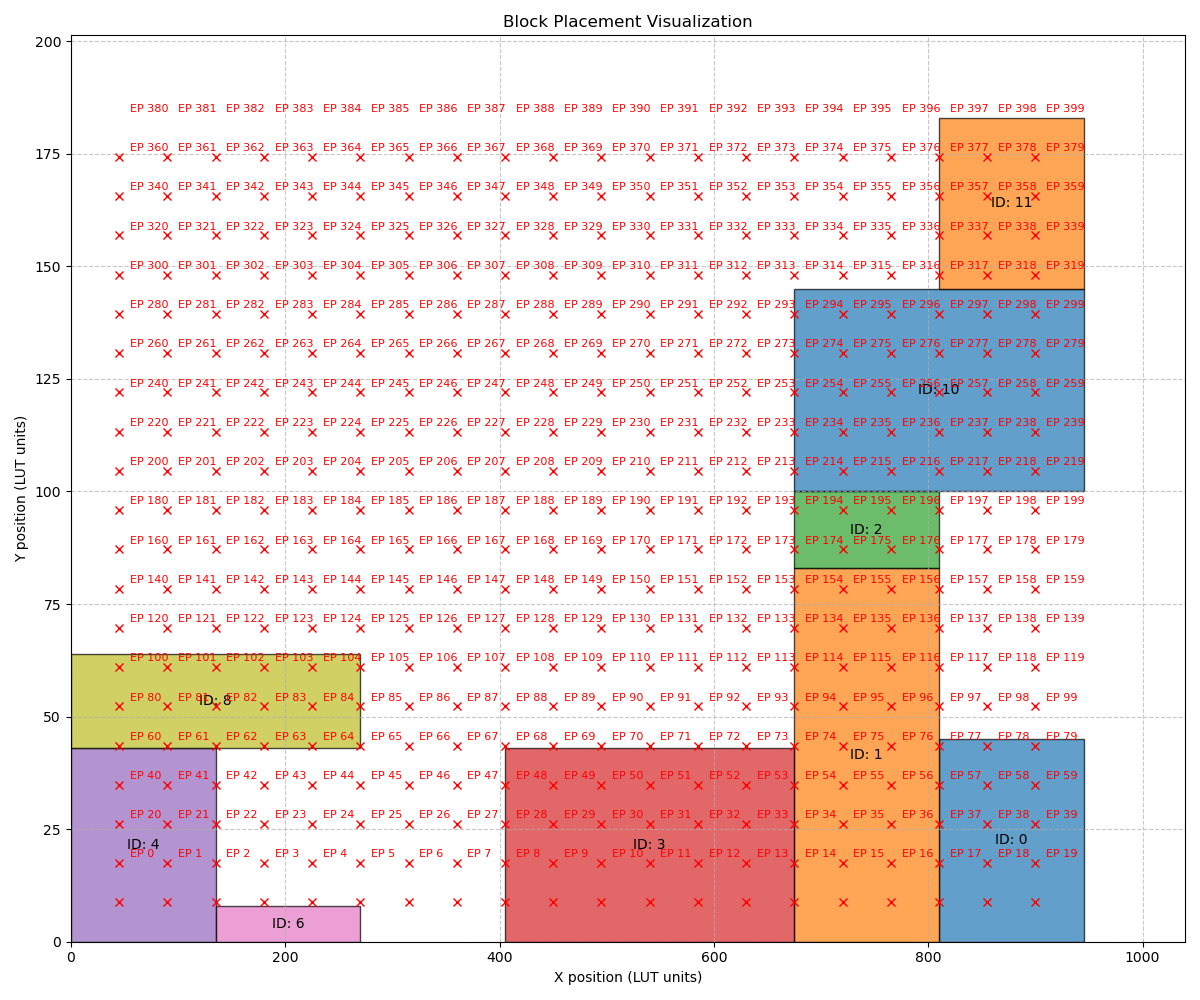 Block Placement Visualization
200
EP 380 EP 381 EP 382 EP 383 EP 384 EP 385 EP 386 EP 387 EP 388 EP 389 EP 390 EP 391 EP 392 EP 393 EP 394 EP 395 EP 396 EP 397 EP 398 EP 399
175
EP 360 EP 361 EP 362 EP 363 EP 364 EP 365 EP 366 EP 367 EP 368 EP 369 EP 370 EP 371 EP 372 EP 373 EP 374 EP 375 EP 376 EP 377 EP 378 EP 379
EP 340 EP 341 EP 342 EP 343 EP 344 EP 345 EP 346 EP 347 EP 348 EP 349 EP 350 EP 351 EP 352 EP 353 EP 354 EP 355 EP 356 EP 357 EP 358 EP 359
ID: 11
EP 320 EP 321 EP 322 EP 323 EP 324 EP 325 EP 326 EP 327 EP 328 EP 329 EP 330 EP 331 EP 332 EP 333 EP 334 EP 335 EP 336 EP 337 EP 338 EP 339
150
EP 300 EP 301 EP 302 EP 303 EP 304 EP 305 EP 306 EP 307 EP 308 EP 309 EP 310 EP 311 EP 312 EP 313 EP 314 EP 315 EP 316 EP 317 EP 318 EP 319
EP 280 EP 281 EP 282 EP 283 EP 284 EP 285 EP 286 EP 287 EP 288 EP 289 EP 290 EP 291 EP 292 EP 293 EP 294 EP 295 EP 296 EP 297 EP 298 EP 299
EP 260 EP 261 EP 262 EP 263 EP 264 EP 265 EP 266 EP 267 EP 268 EP 269 EP 270 EP 271 EP 272 EP 273 EP 274 EP 275 EP 276 EP 277 EP 278 EP 279
125
EP 240 EP 241 EP 242 EP 243 EP 244 EP 245 EP 246 EP 247 EP 248 EP 249 EP 250 EP 251 EP 252 EP 253 EP 254 EP 255 EP 256 EP 257 EP 258 EP 259
ID: 10
EP 220 EP 221 EP 222 EP 223 EP 224 EP 225 EP 226 EP 227 EP 228 EP 229 EP 230 EP 231 EP 232 EP 233 EP 234 EP 235 EP 236 EP 237 EP 238 EP 239
EP 200 EP 201 EP 202 EP 203 EP 204 EP 205 EP 206 EP 207 EP 208 EP 209 EP 210 EP 211 EP 212 EP 213 EP 214 EP 215 EP 216 EP 217 EP 218 EP 219
100
EP 180 EP 181 EP 182 EP 183 EP 184 EP 185 EP 186 EP 187 EP 188 EP 189 EP 190 EP 191 EP 192 EP 193 EP 194 EP 195 EP 196 EP 197 EP 198 EP 199
ID: 2
EP 160 EP 161 EP 162 EP 163 EP 164 EP 165 EP 166 EP 167 EP 168 EP 169 EP 170 EP 171 EP 172 EP 173 EP 174 EP 175 EP 176 EP 177 EP 178 EP 179
EP 140 EP 141 EP 142 EP 143 EP 144 EP 145 EP 146 EP 147 EP 148 EP 149 EP 150 EP 151 EP 152 EP 153 EP 154 EP 155 EP 156 EP 157 EP 158 EP 159
75
EP 120 EP 121 EP 122 EP 123 EP 124 EP 125 EP 126 EP 127 EP 128 EP 129 EP 130 EP 131 EP 132 EP 133 EP 134 EP 135 EP 136 EP 137 EP 138 EP 139
EP 100 EP 101 EP 102 EP 103 EP 104 EP 105 EP 106 EP 107 EP 108 EP 109 EP 110 EP 111 EP 112 EP 113 EP 114 EP 115 EP 116 EP 117 EP 118 EP 119
EP 80 EP 81 EP 82 EP 83 EP 84 EP 85 EP 86 EP 87 EP 88 EP 89 EP 90 EP 91 EP 92 EP 93 EP 94 EP 95 EP 96 EP 97 EP 98 EP 99
ID: 8
50
EP 60 EP 61 EP 62 EP 63 EP 64 EP 65 EP 66 EP 67 EP 68 EP 69 EP 70 EP 71 EP 72 EP 73 EP 74 EP 75 EP 76 EP 77 EP 78 EP 79
ID: 1
EP 40 EP 41 EP 42 EP 43 EP 44 EP 45 EP 46 EP 47 EP 48 EP 49 EP 50 EP 51 EP 52 EP 53 EP 54 EP 55 EP 56 EP 57 EP 58 EP 59
25
EP 20 EP 21 EP 22 EP 23 EP 24 EP 25 EP 26 EP 27 EP 28 EP 29 EP 30 EP 31 EP 32 EP 33 EP 34 EP 35 EP 36 EP 37 EP 38 EP 39
ID: 4 ID: 3 ID: 0
EP 0 EP 1 EP 2 EP 3 EP 4 EP 5 EP 6 EP 7 EP 8 EP 9 EP 10 EP 11 EP 12 EP 13 EP 14 EP 15 EP 16 EP 17 EP 18 EP 19
ID: 6
0
0 200 400 600 800 1000
X position (LUT units)
Y position (LUT units)